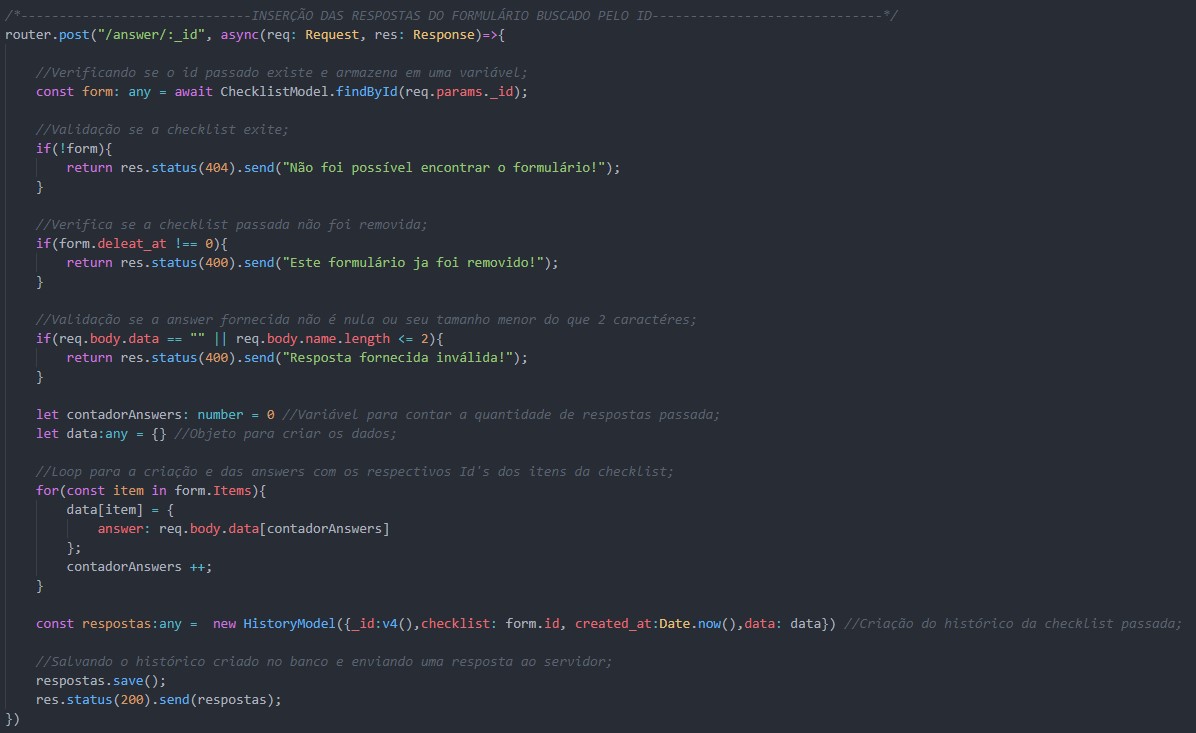 /*------------------------------INSERÇÃO DAS RESPOSTAS DO FORMULÁRIO BUSCADO PELO ID------------------------------*/
router.post("/answer/:_id", async(req: Request, res: Response)=>{
//Verificando se o id passado existe e armazena em uma variável;
const form: any = await ChecklistModel.findById(req.params._id);
//Validação se a checklist exite;
if(!form){
return res.status(404).send("Não foi possível encontrar o formulário!");
}
//Verifica se a checklist passada não foi removida;
if(form.deleat_at !== 0){
return res.status(400).send("Este formulário ja foi removido!");
}
//Validação se a answer fornecida não é nula ou seu tamanho menor do que 2 caractéres;
if(req.body.data == "" || req.body.name.length <= 2){
return res.status(400).send("Resposta fornecida inválida!");
}
let contadorAnswers: number = 0 //Variável para contar a quantidade de respostas passada;
let data:any = {} //Objeto para criar os dados;
//Loop para a criação e das answers com os respectivos Id's dos itens da checklist;
for(const item in form.Items){
data[item] = {
answer: req.body.data[contadorAnswers]
};
contadorAnswers ++;
}
const respostas:any =  new HistoryModel({_id:v4(),checklist: form.id, created_at:Date.now(),data: data}) //Criação do histórico da checklist passada;
//Salvando o histórico criado no banco e enviando uma resposta ao servidor;
respostas.save();
res.status(200).send(respostas);
})